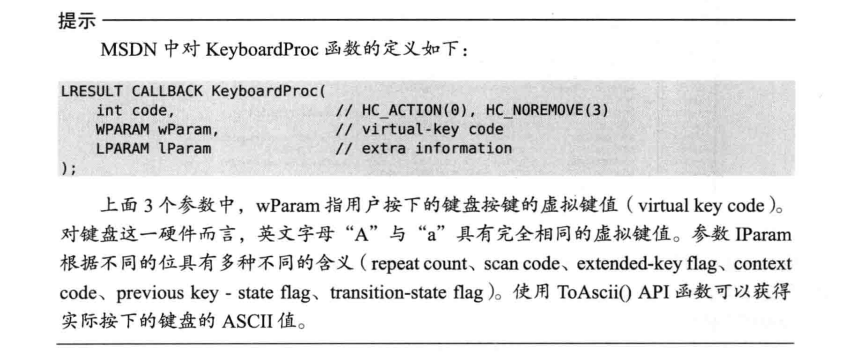 提示
MSDN 中对 KeyboardProc 函数的定义如下：
LRESULT CALLBACK KeyboardProc(
    int code,                // HC_ACTION(0), HC_NOREMOVE(3)
    WPARAM wParam,           // virtual-key code
    LPARAM lParam            // extra information
);
上面 3 个参数中，wParam 指用户按下的键盘按键的虚拟键值（virtual key code）。
对键盘这一硬件而言，英文字母“A”与“a”具有完全相同的虚拟键值。参数 IParam
根据不同的位具有多种不同的含义（repeat count、scan code、extended-key flag、context
code、previous key - state flag、transition-state flag）。使用 ToAscii() API 函数可以获得
实际按下的键盘的 ASCII 值。